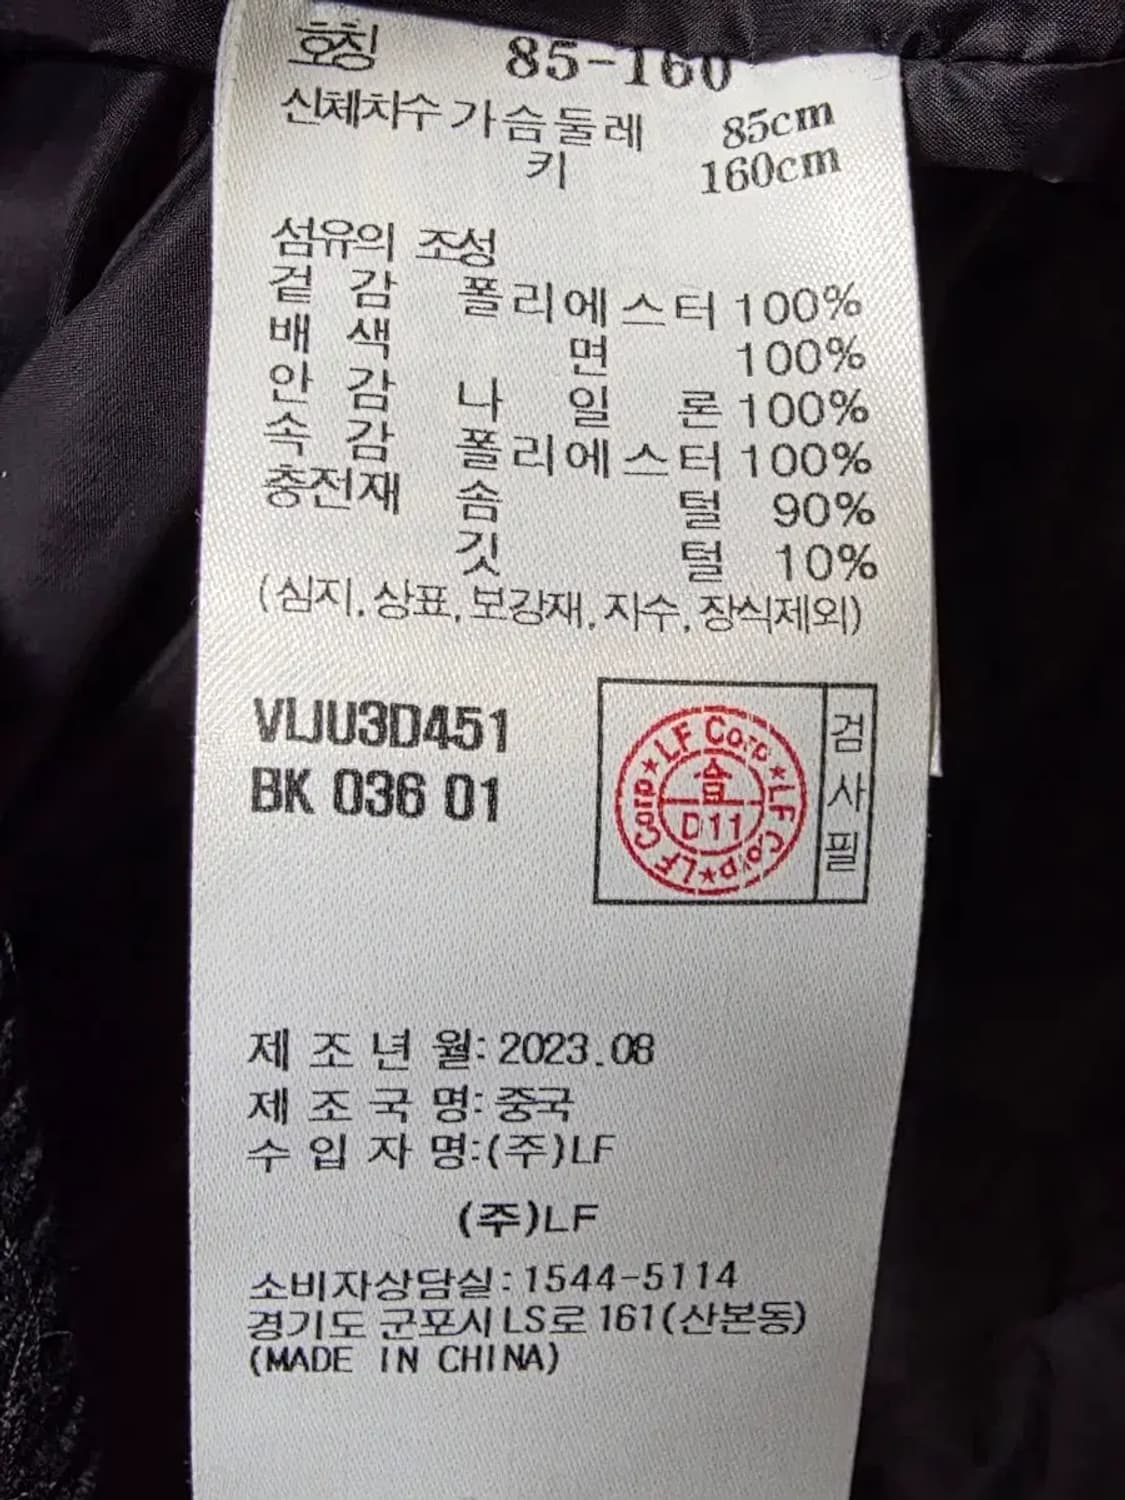 호칭 85-160
신체치수 가슴둘레 85cm
키 160cm
섬유의 조성
겉 감 폴리에스터 100%
배 색 면 100%
안 감 나 일 론 100%
속 감 폴리에스터 100%
충전재 솜 털 90%
깃 털 10%
(심지, 상표, 보강재, 자수, 장식제외)
VLJU3D451
BK 036 01
LF Corp ★ LF Corp ★ LF Corp ★
合
D11
검사필
제 조 년 월: 2023.08
제 조 국 명: 중국
수 입 자 명:(주)LF
(주)LF
소비자상담실:1544-5114
경기도 군포시 LS로 161(산본동)
(MADE IN CHINA)